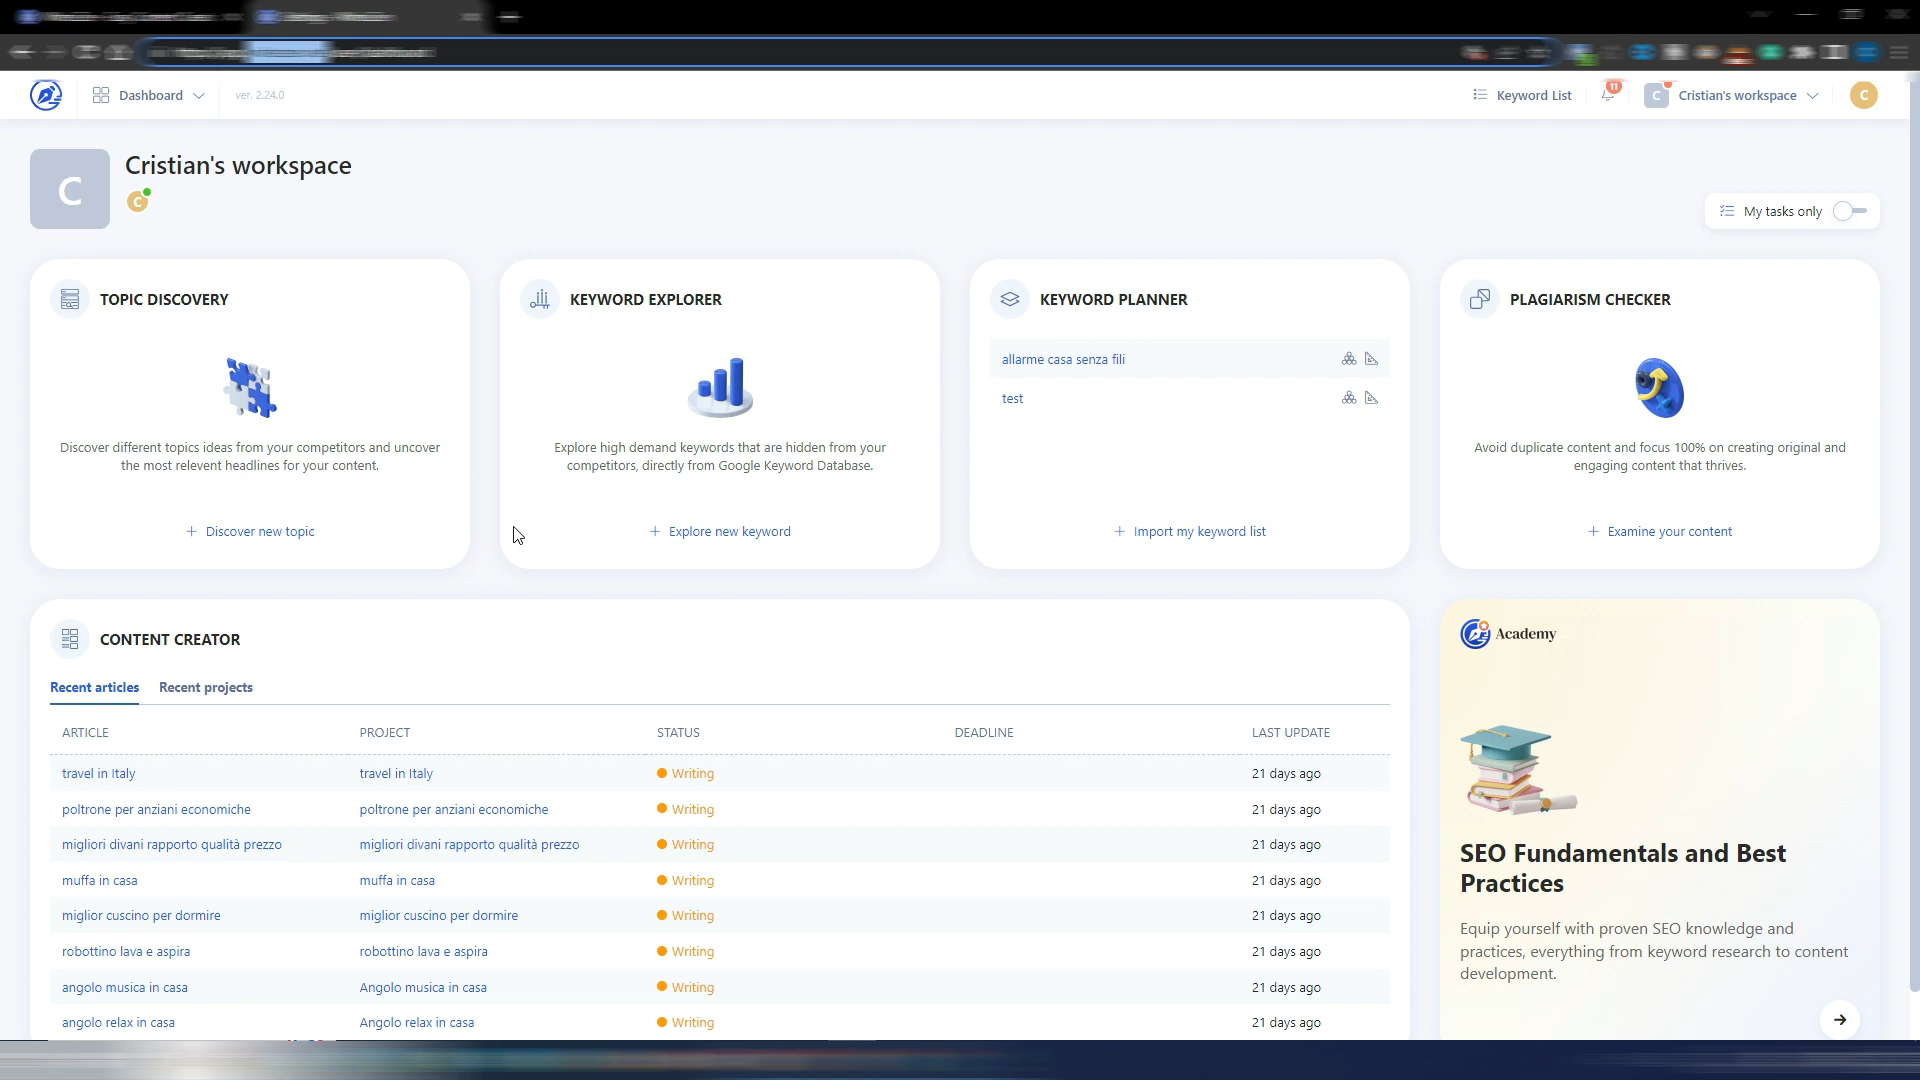 Dashboard
ver. 2.24.0
Keyword List
11
C
Cristian's workspace
C
C
Cristian's workspace
C
My tasks only
TOPIC DISCOVERY
Discover different topics ideas from your competitors and uncover
the most relevent headlines for your content.
Discover new topic
KEYWORD EXPLORER
Explore high demand keywords that are hidden from your
competitors, directly from Google Keyword Database.
Explore new keyword
KEYWORD PLANNER
allarme casa senza fili
test
Import my keyword list
PLAGIARISM CHECKER
Avoid duplicate content and focus 100% on creating original and
engaging content that thrives.
Examine your content
CONTENT CREATOR
Recent articles Recent projects
ARTICLE PROJECT STATUS DEADLINE LAST UPDATE
travel in Italy travel in Italy Writing 21 days ago
poltrone per anziani economiche poltrone per anziani economiche Writing 21 days ago
migliori divani rapporto qualità prezzo migliori divani rapporto qualità prezzo Writing 21 days ago
muffa in casa muffa in casa Writing 21 days ago
miglior cuscino per dormire miglior cuscino per dormire Writing 21 days ago
robottino lava e aspira robottino lava e aspira Writing 21 days ago
angolo musica in casa Angolo musica in casa Writing 21 days ago
angolo relax in casa Angolo relax in casa Writing 21 days ago
Academy
SEO Fundamentals and Best
Practices
Equip yourself with proven SEO knowledge and
practices, everything from keyword research to content
development.